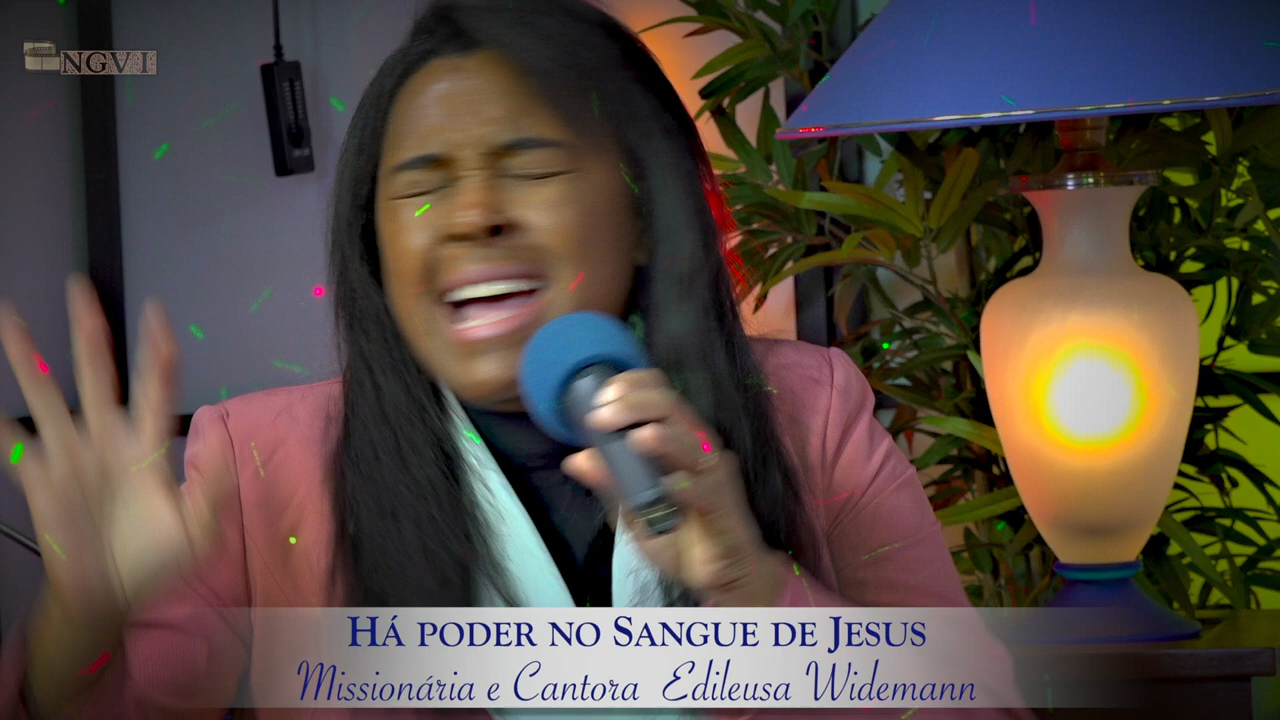 NGVI
HÁ PODER NO SANGUE DE JESUS
Missionária e Cantora Edileusa Widemann